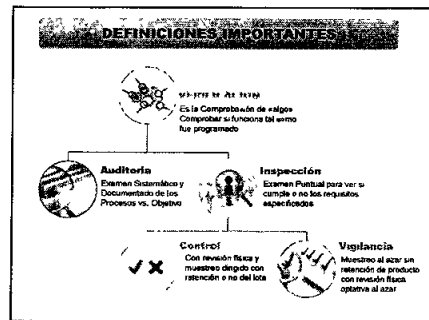 DEFINICIONES IMPORTANTES
Es la Comprobación de
Comprobar si funciona tal como
fue programado
Auditoria
Examen Sistemático y
Documentado de los
Procesos vs. Objetivo
Inspección
Examen Puntual para ver si
cumple o no los requisitos
especificados
Control
Con revisión física y
muestreo dirigido con
retención o no del lote
Vigilancia
Muestreo al azar sin
retención de producto
con revisión física
optativa al azar